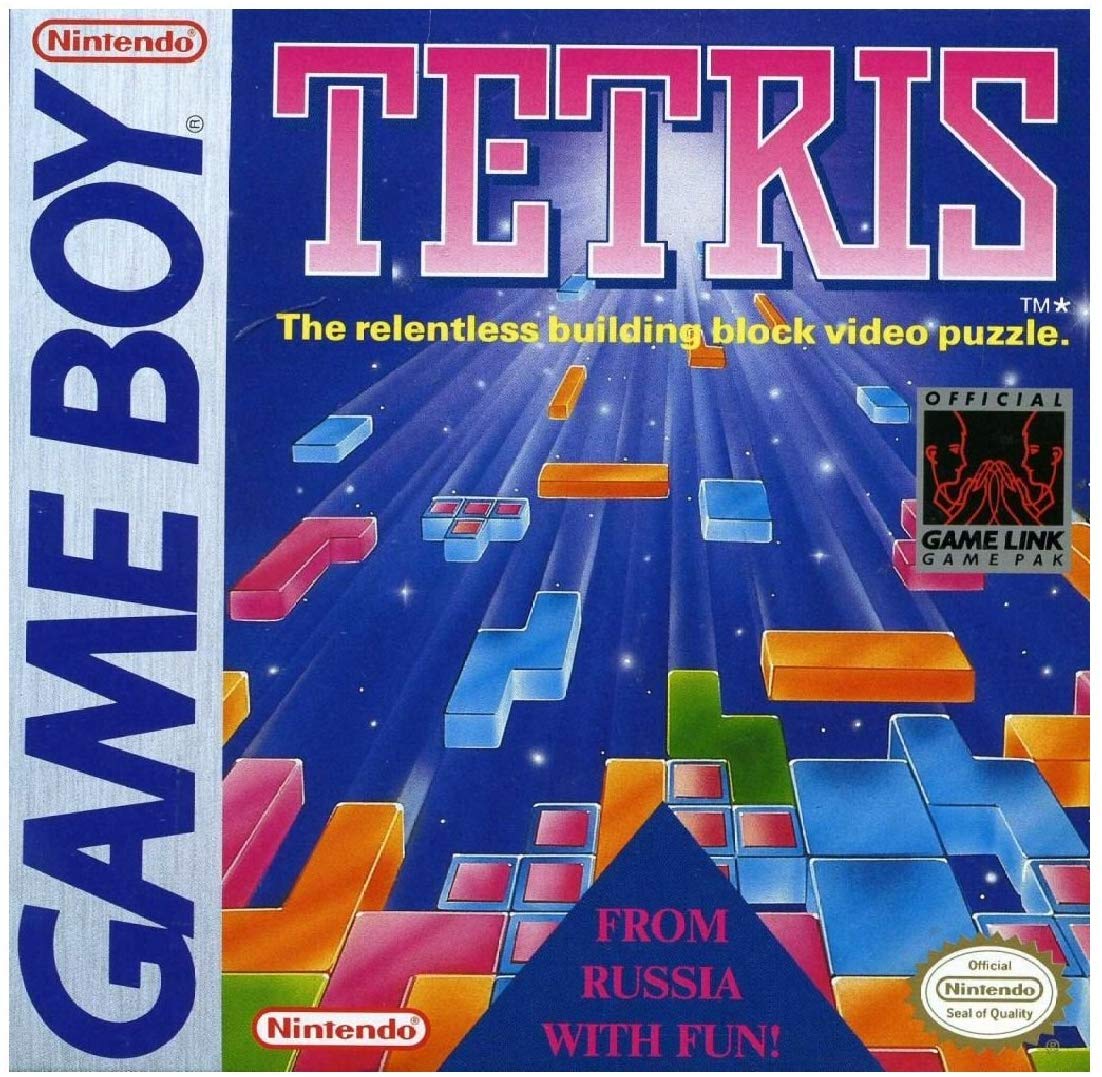 Nintendo®
GAME BOY®
TETRIS
TM*
The relentless building block video puzzle.
OFFICIAL
GAME LINK
GAME PAK
FROM
RUSSIA
WITH FUN!
Nintendo®
Official
Nintendo
Seal of Quality
®